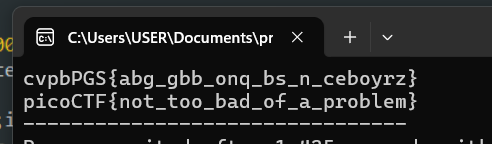 C:\Users\USER\Documents\pr
cvpbPGS{abg_gbb_onq_bs_n_ceboyrz}
picoCTF{not_too_bad_of_a_problem}
--------------------------------